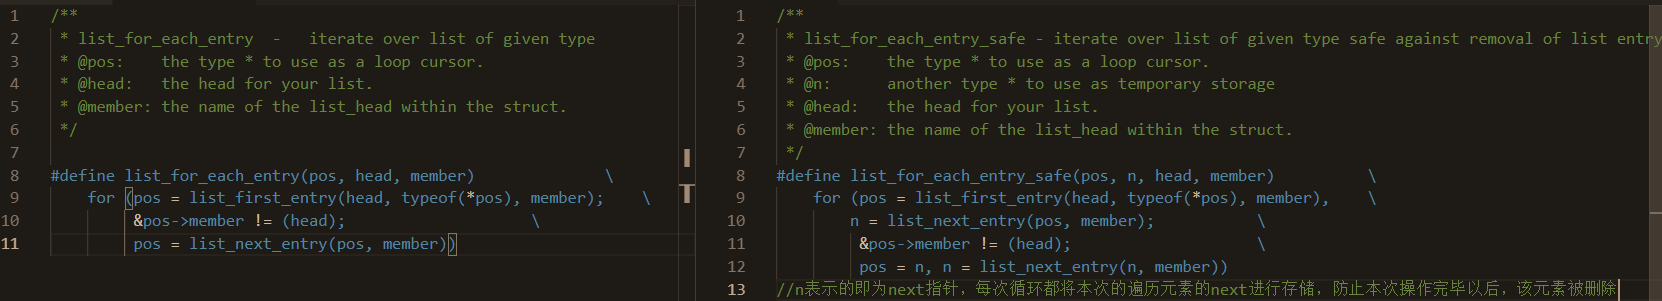 1 /**
2 * list_for_each_entry - iterate over list of given type
3 * @pos: the type * to use as a loop cursor.
4 * @head: the head for your list.
5 * @member: the name of the list_head within the struct.
6 */
7
8 #define list_for_each_entry(pos, head, member) \
9 for (pos = list_first_entry(head, typeof(*pos), member); \
10 &pos->member != (head); \
11 pos = list_next_entry(pos, member))
1 /**
2 * list_for_each_entry_safe - iterate over list of given type safe against removal of list entry
3 * @pos: the type * to use as a loop cursor.
4 * @n: another type * to use as temporary storage
5 * @head: the head for your list.
6 * @member: the name of the list_head within the struct.
7 */
8 #define list_for_each_entry_safe(pos, n, head, member) \
9 for (pos = list_first_entry(head, typeof(*pos), member), \
10 n = list_next_entry(pos, member); \
11 &pos->member != (head); \
12 pos = n, n = list_next_entry(n, member))
13 //n表示的即为next指针，每次循环都将本次的遍历元素的next进行存储，防止本次操作完毕以后，该元素被删除